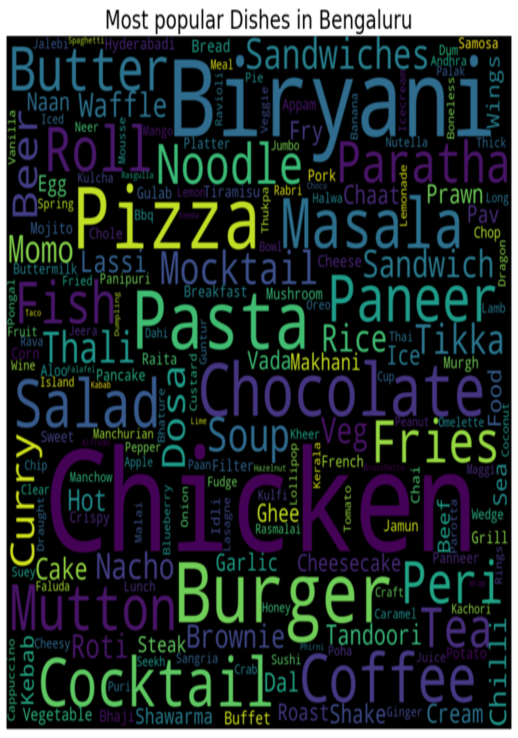 Most popular Dishes in Bengaluru
Jalebi Spaghetti Hyderabadi Bread Sandwiches Dym Andhra Samosa
Butter Meal Biryani Palak Wings
Naan Waffle Pie Ravioli Veggie Appam Banana Icecream Boneless
Vanilla Iced Neer Mousse Mango Fry Nutella Thick
Beer Roll Noodle Jumbo Paratha
Kulcha Rasgulla Platter Pork
Egg Gulab Lemon Tiramisu Rabri Choco Chaat Lemonade Prawn Long
Spring Pizza Bbq Keema Thukpa Halwa Masala Pav
Mojito Chole Bowl Chop
Momo Lassi Mocktail Cheese Sandwich Dragon
Buttermilk Fried Panipuri Breakfast Mushroom Paneer
Pongal Fish Taco Dumpling Pasta Oreo Lamb
Fruit Jeera Dahi Guntur Rice Thai Tikka
Rava Thali Raita Vada Makhani Ice Murgh
Corn Aloo Falafel Custard
Wine Island Kabab Pancake Chocolate Cup Food
Salad Dosa Bhature Lime Peanut Omelette Coconut
Sweet Manchurian Soup Kheer Veg Fries
Curry Pepper Lollipop Kerala French
Chip Apple Paan Filter Hazelnut Bruschetta Maggi
Clear Manchow Chicken Fudge Tomato Chai Sea
Hot Blueberry Onion Kulfi Ghee Jamun Beef Parotta Wedge
Draught Crispy Malai Idli Lasagne Rasmalai Grill
Suey Cake Nacho Garlic Cheesecake Panneer Rings
Faluda Lunch Burger Peri
Mutton Honey Craft Caramel Kachori
Cheesy Roti Steak Brownie Tandoori Tea
Cappuccino Kebab Seekh Sangria Phirni Poha Juice Potato
Cocktail Crab Sushi Coffee Chilli
Puri Dal
Vegetable Bhaji Shawarma Buffet Roast Shake Ginger Cream